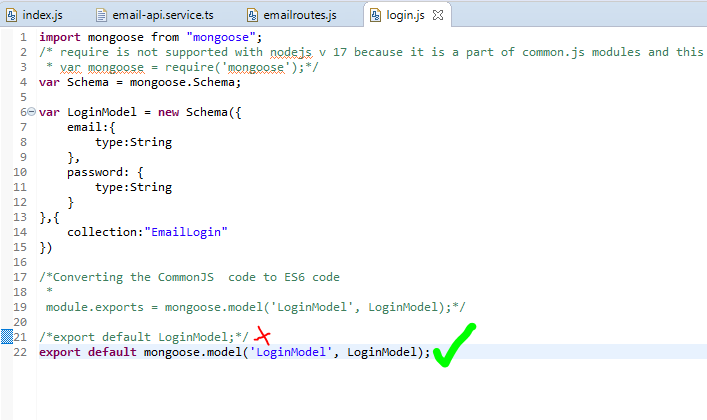 index.js email-api.service.ts emailroutes.js login.js
1 import mongoose from "mongoose";
2 /* require is not supported with nodejs v 17 because it is a part of common.js modules and this
3 * var mongoose = require('mongoose');*/
4 var Schema = mongoose.Schema;
5
6 var LoginModel = new Schema({
7 email:{
8 type:String
9 },
10 password: {
11 type:String
12 }
13 },{
14 collection:"EmailLogin"
15 })
16
17 /*Converting the CommonJS  code to ES6 code
18 *
19 module.exports = mongoose.model('LoginModel', LoginModel);*/
20
21 /*export default LoginModel;*/
22 export default mongoose.model('LoginModel', LoginModel);